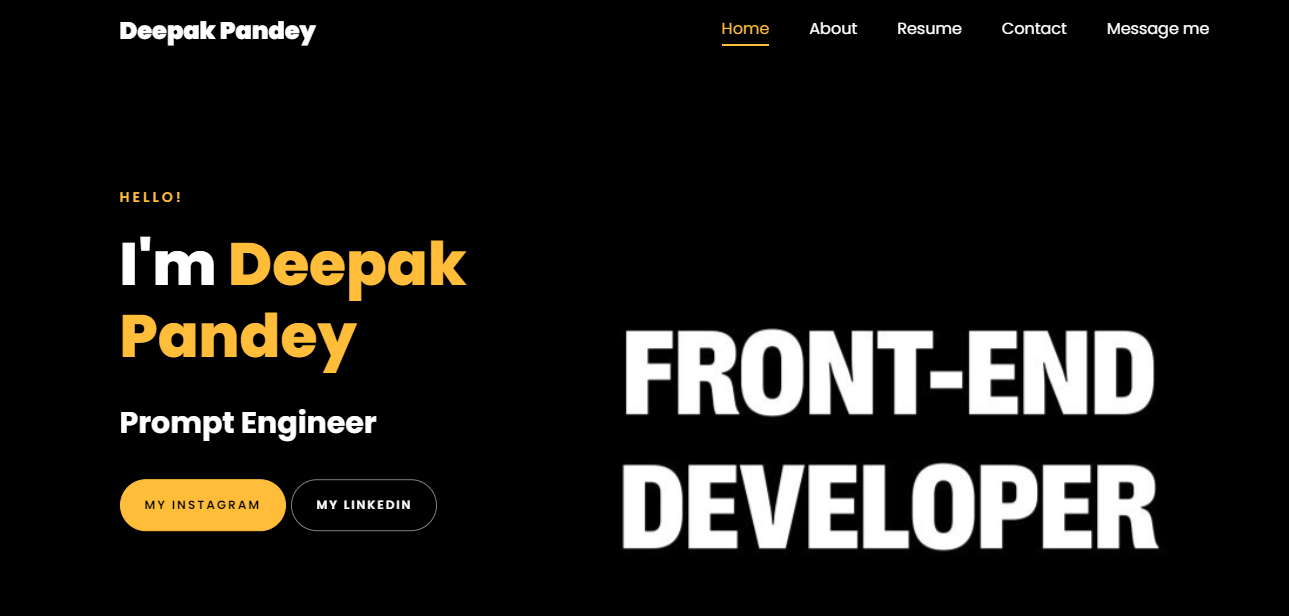 Deepak Pandey
Home
About
Resume
Contact
Message me
HELLO!
I'm Deepak
Pandey
Prompt Engineer
MY INSTAGRAM
MY LINKEDIN
FRONT-END
DEVELOPER